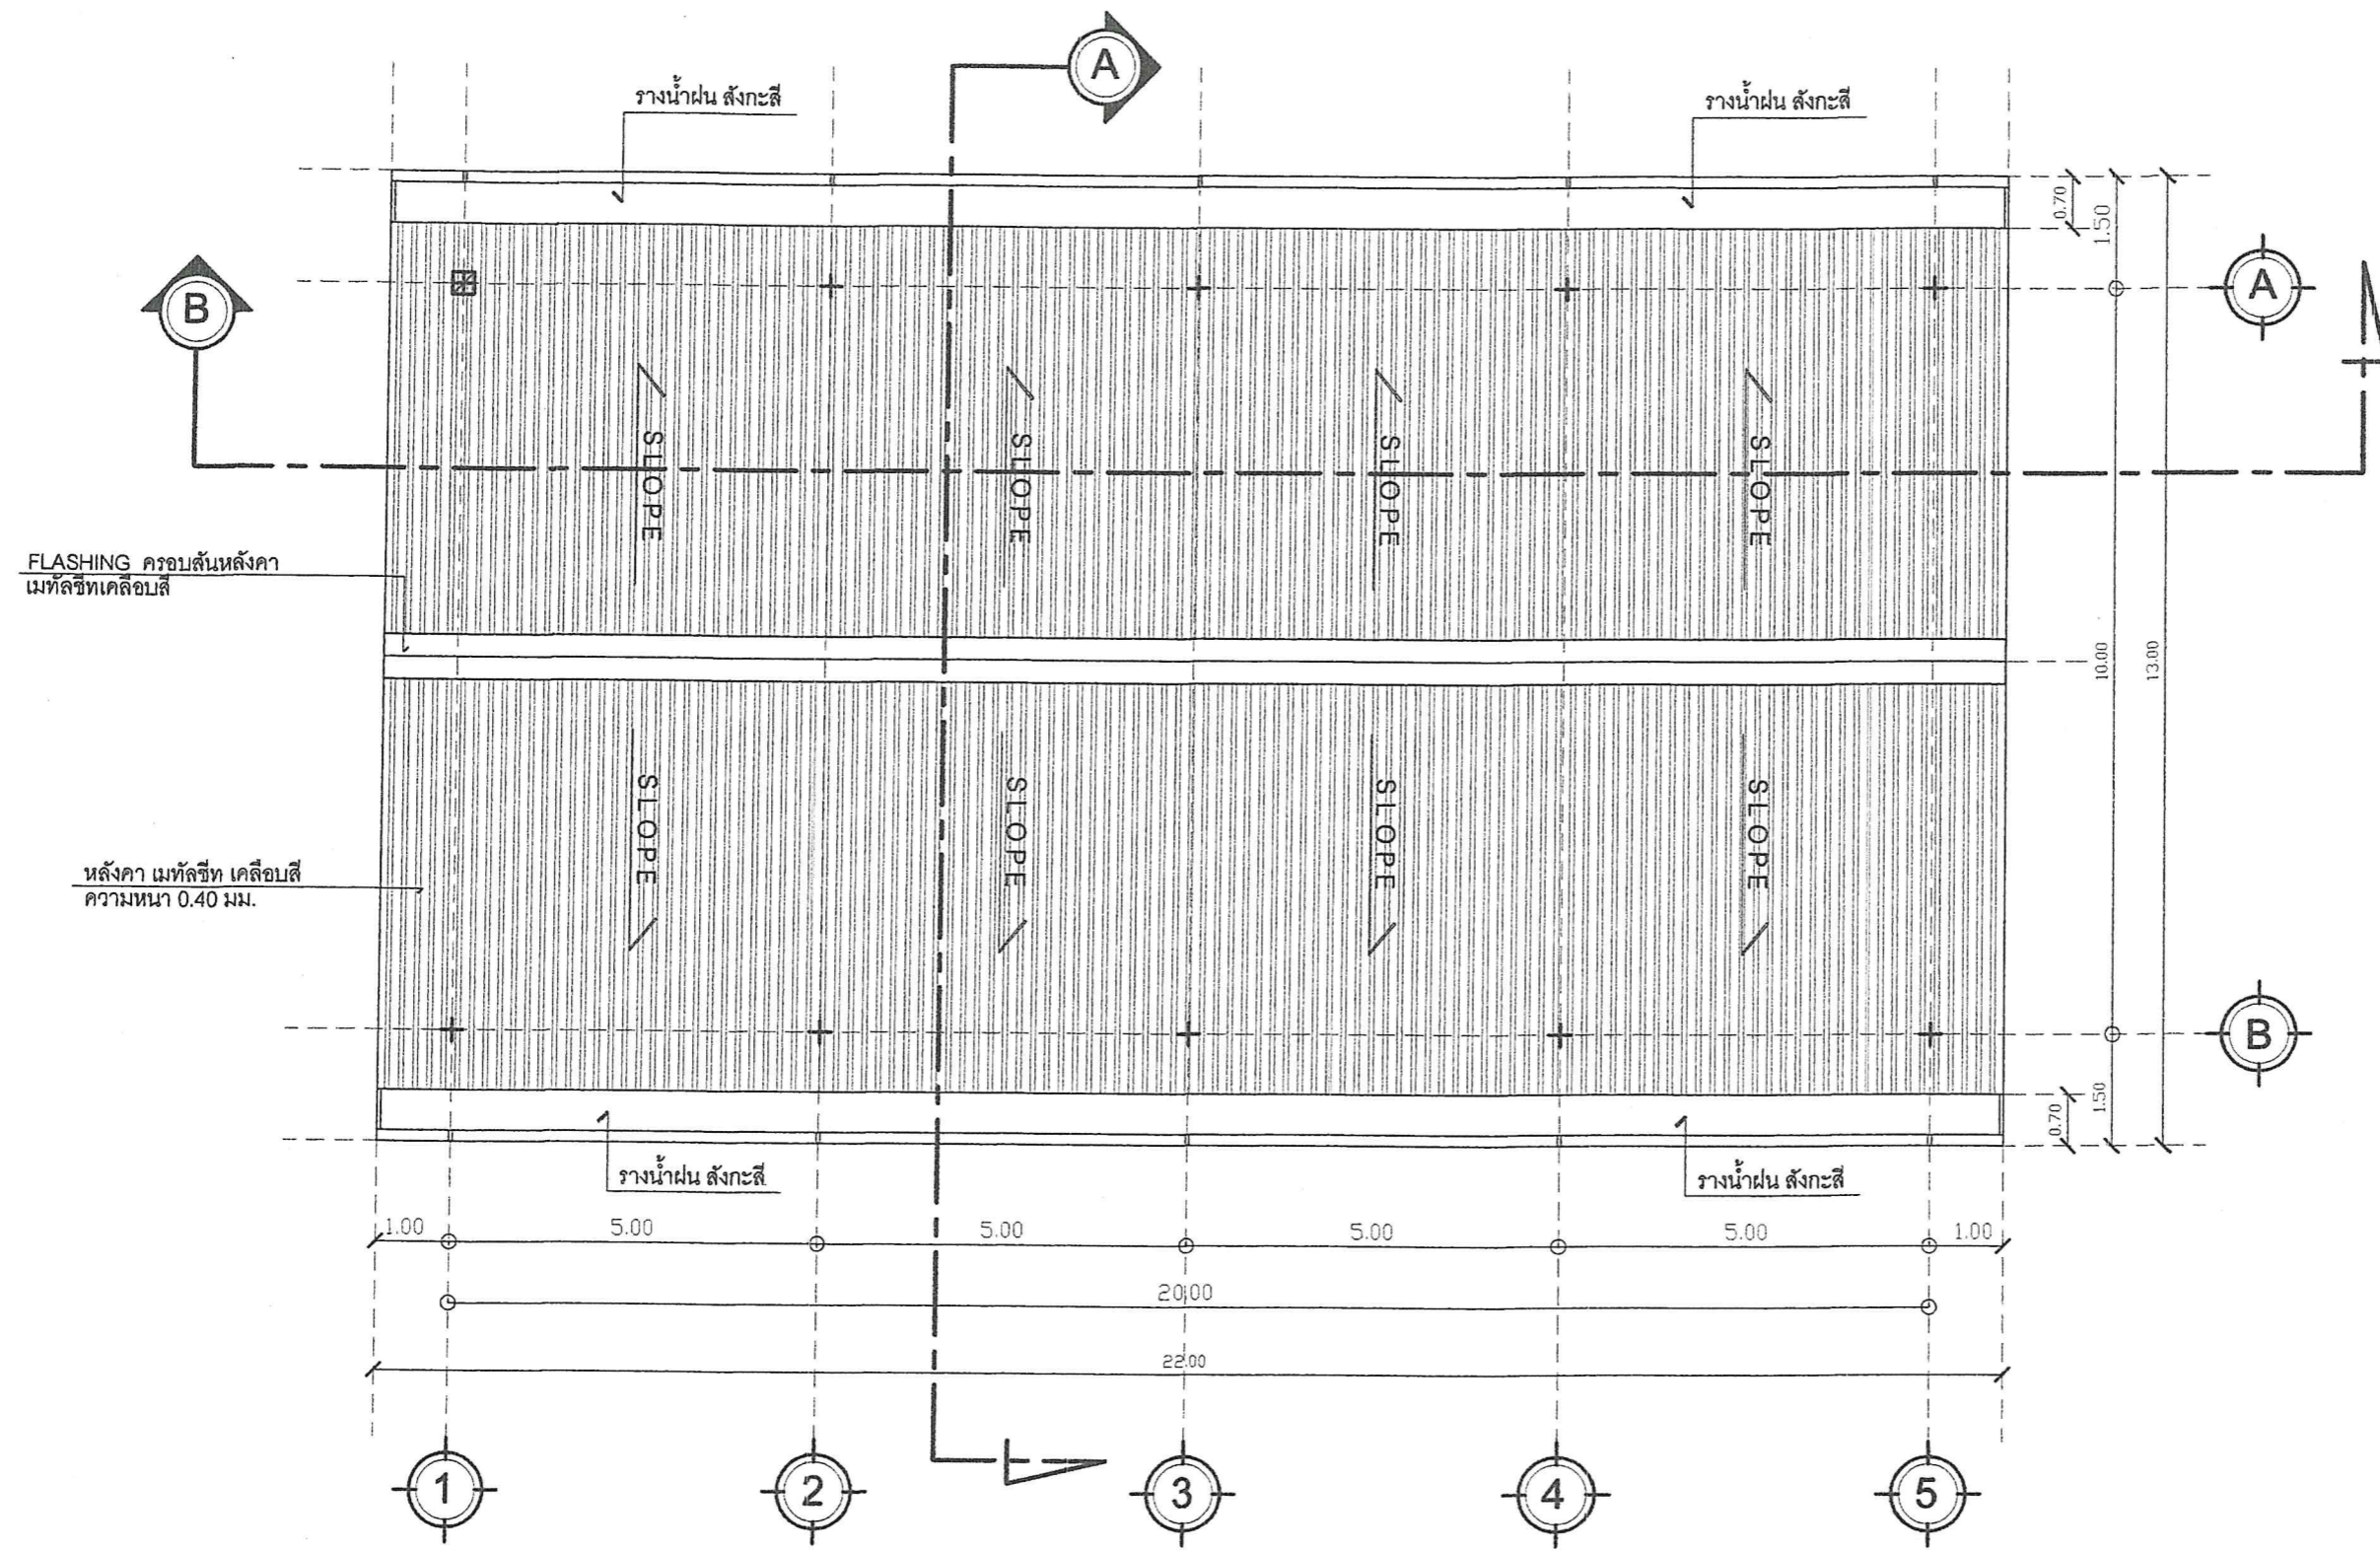 A
รางน้ำฝน สังกะสี
รางน้ำฝน สังกะสี
0.70
1.50
B
A
SLOPE
SLOPE
SLOPE
SLOPE
FLASHING ครอบสันหลังคา
เมทัลชีทเคลือบสี
10.00
13.00
SLOPE
SLOPE
SLOPE
SLOPE
หลังคา เมทัลชีท เคลือบสี
ความหนา 0.40 มม.
B
0.70
1.50
รางน้ำฝน สังกะสี
รางน้ำฝน สังกะสี
1.00 5.00 5.00 5.00 5.00 1.00
20.00
22.00
1 2 3 4 5